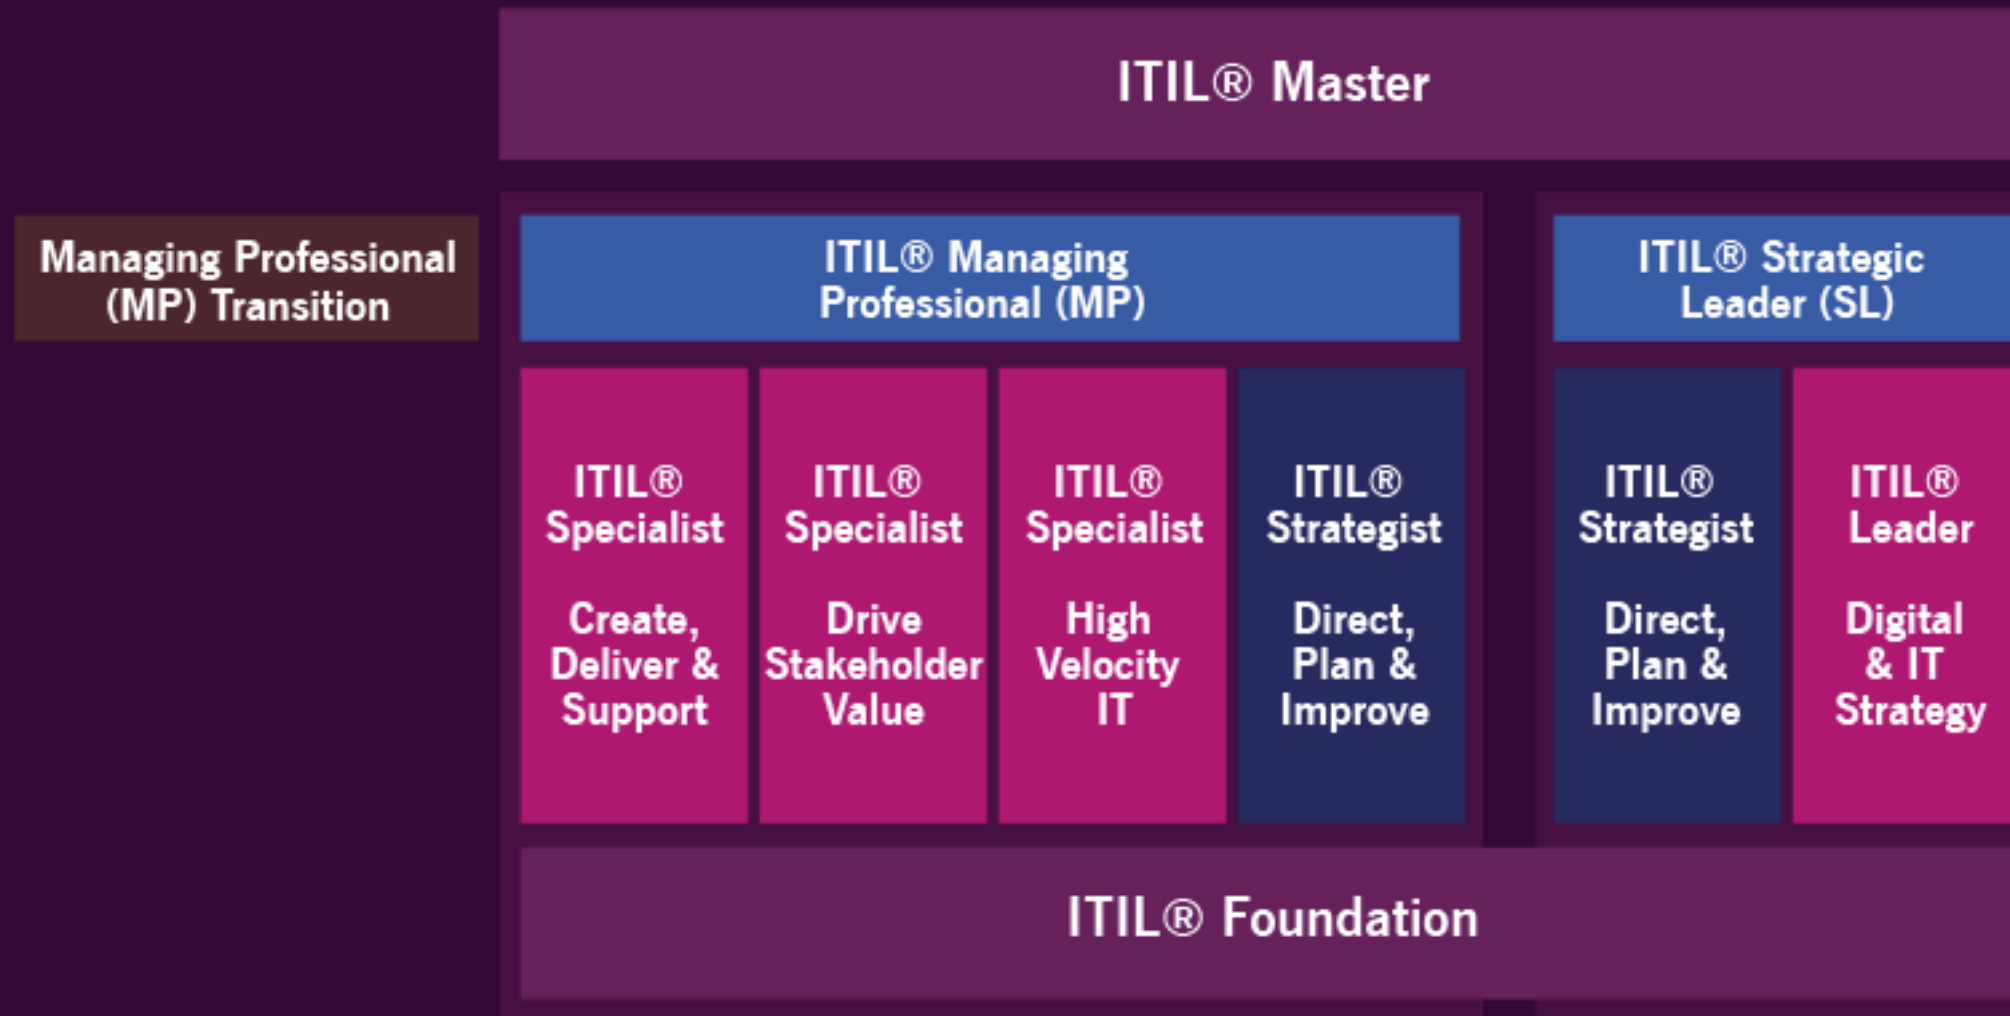 ITIL® Master
Managing Professional
(MP) Transition
ITIL® Managing
Professional (MP)
ITIL® Strategic
Leader (SL)
ITIL®
Specialist
Create,
Deliver &
Support
ITIL®
Specialist
Drive
Stakeholder
Value
ITIL®
Specialist
High
Velocity
IT
ITIL®
Strategist
Direct,
Plan &
Improve
ITIL®
Strategist
Direct,
Plan &
Improve
ITIL®
Leader
Digital
& IT
Strategy
ITIL® Foundation